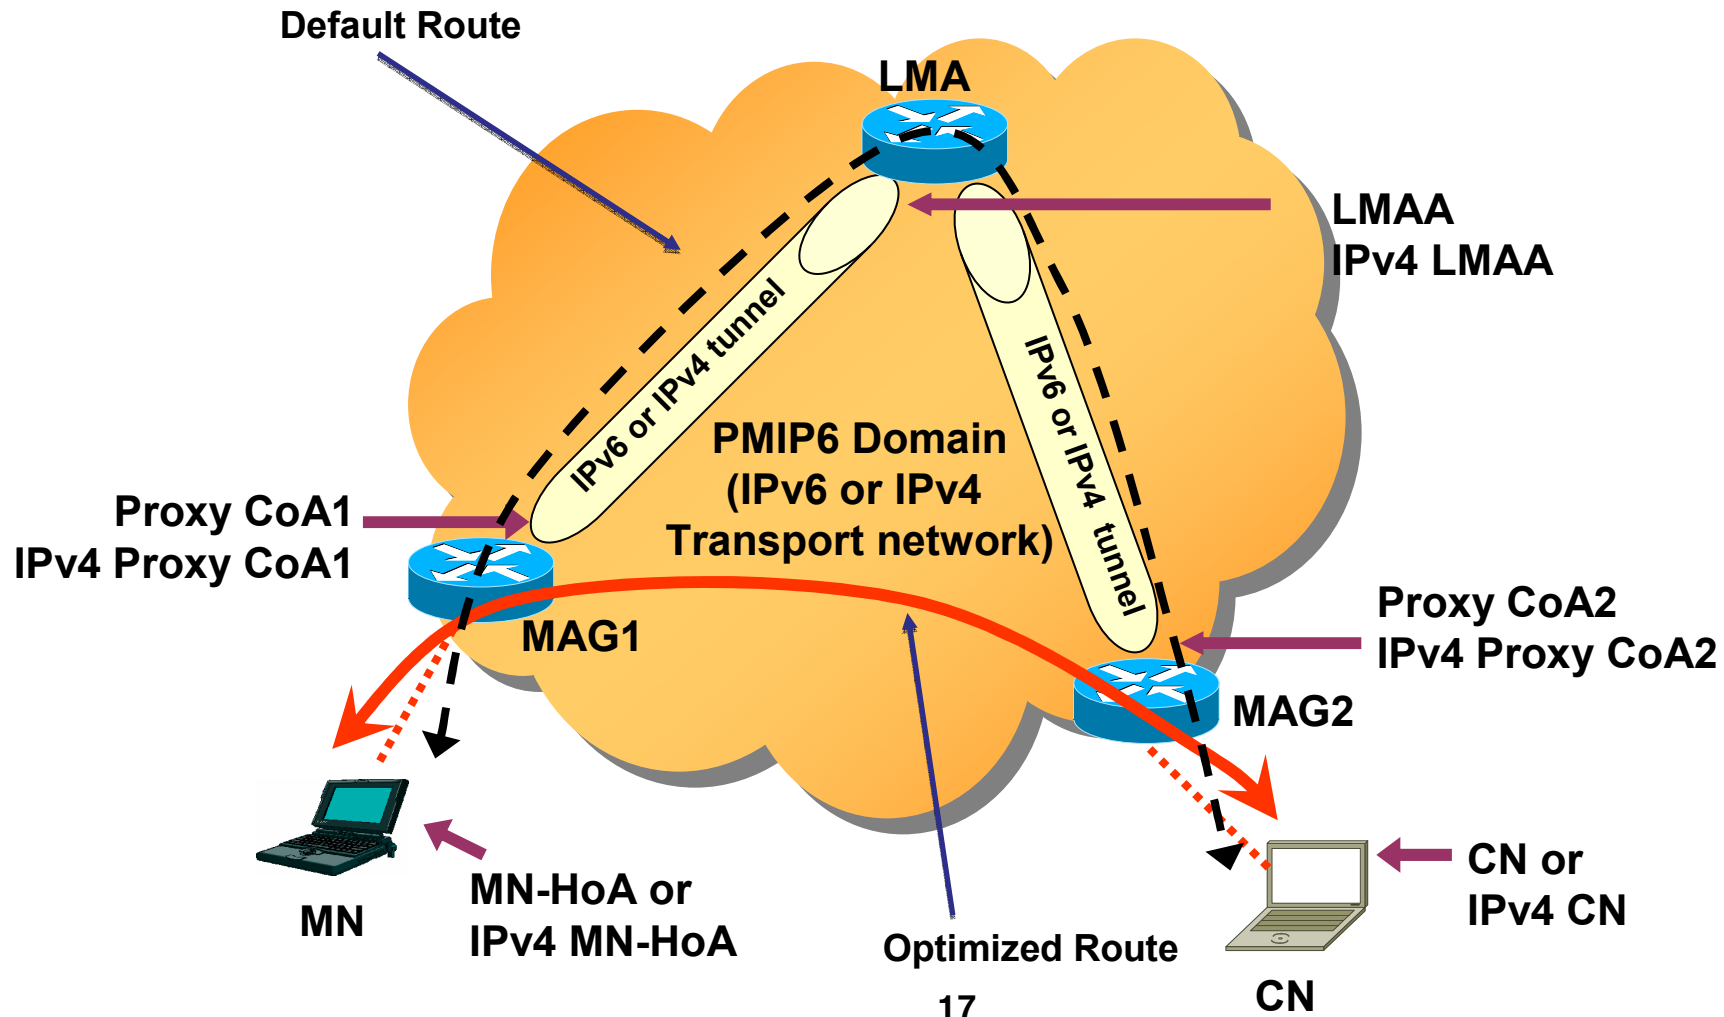 Default Route
LMA
LMAA
IPv4 LMAA
IPv6 or IPv4 tunnel
IPv6 or IPv4 tunnel
PMIP6 Domain
(IPv6 or IPv4
Transport network)
Proxy CoA1
IPv4 Proxy CoA1
MAG1
Proxy CoA2
IPv4 Proxy CoA2
MAG2
MN-HoA or
IPv4 MN-HoA
MN
CN or
IPv4 CN
Optimized Route
CN
17